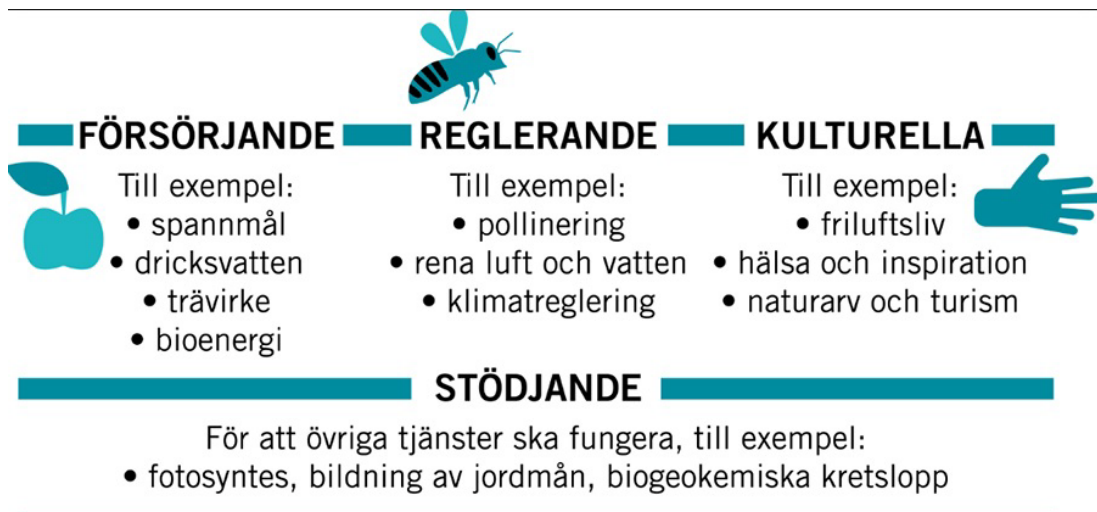 FÖRSÖRJANDE
Till exempel:
• spannmål
• dricksvatten
• trävirke
• bioenergi
REGLERANDE
Till exempel:
• pollinering
• rena luft och vatten
• klimatreglering
KULTURELLA
Till exempel:
• friluftsliv
• hälsa och inspiration
• naturarv och turism
STÖDJANDE
För att övriga tjänster ska fungera, till exempel:
• fotosyntes, bildning av jordmån, biogeokemiska kretslopp